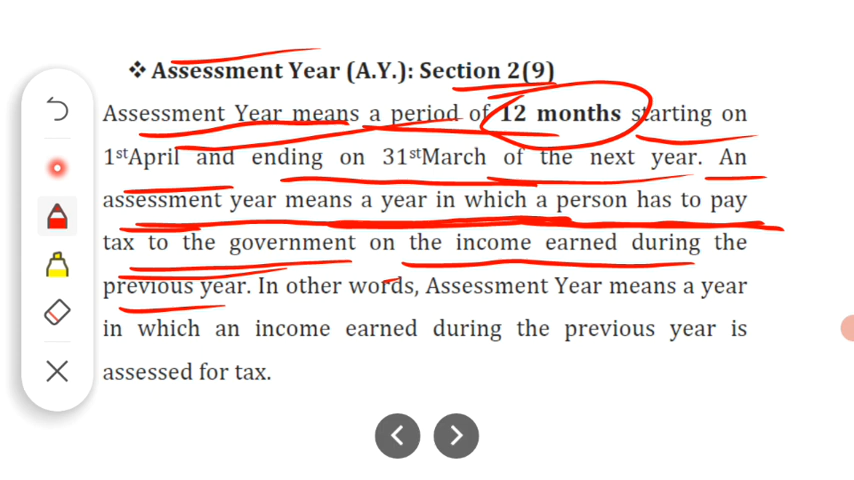 ❖ Assessment Year (A.Y.): Section 2(9)
Assessment Year means a period of 12 months starting on
1stApril and ending on 31stMarch of the next year. An
assessment year means a year in which a person has to pay
tax to the government on the income earned during the
previous year. In other words, Assessment Year means a year
in which an income earned during the previous year is
assessed for tax.